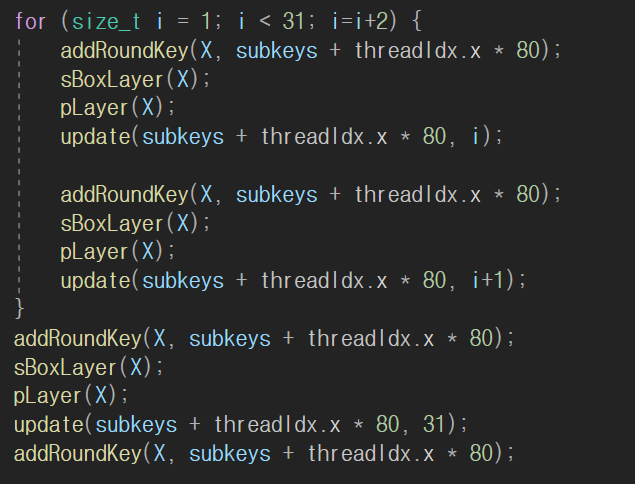 for (size_t i = 1; i < 31; i=i+2) {
addRoundKey(X, subkeys + threadIdx.x * 80);
sBoxLayer(X);
pLayer(X);
update(subkeys + threadIdx.x * 80, i);
addRoundKey(X, subkeys + threadIdx.x * 80);
sBoxLayer(X);
pLayer(X);
update(subkeys + threadIdx.x * 80, i+1);
}
addRoundKey(X, subkeys + threadIdx.x * 80);
sBoxLayer(X);
pLayer(X);
update(subkeys + threadIdx.x * 80, 31);
addRoundKey(X, subkeys + threadIdx.x * 80);